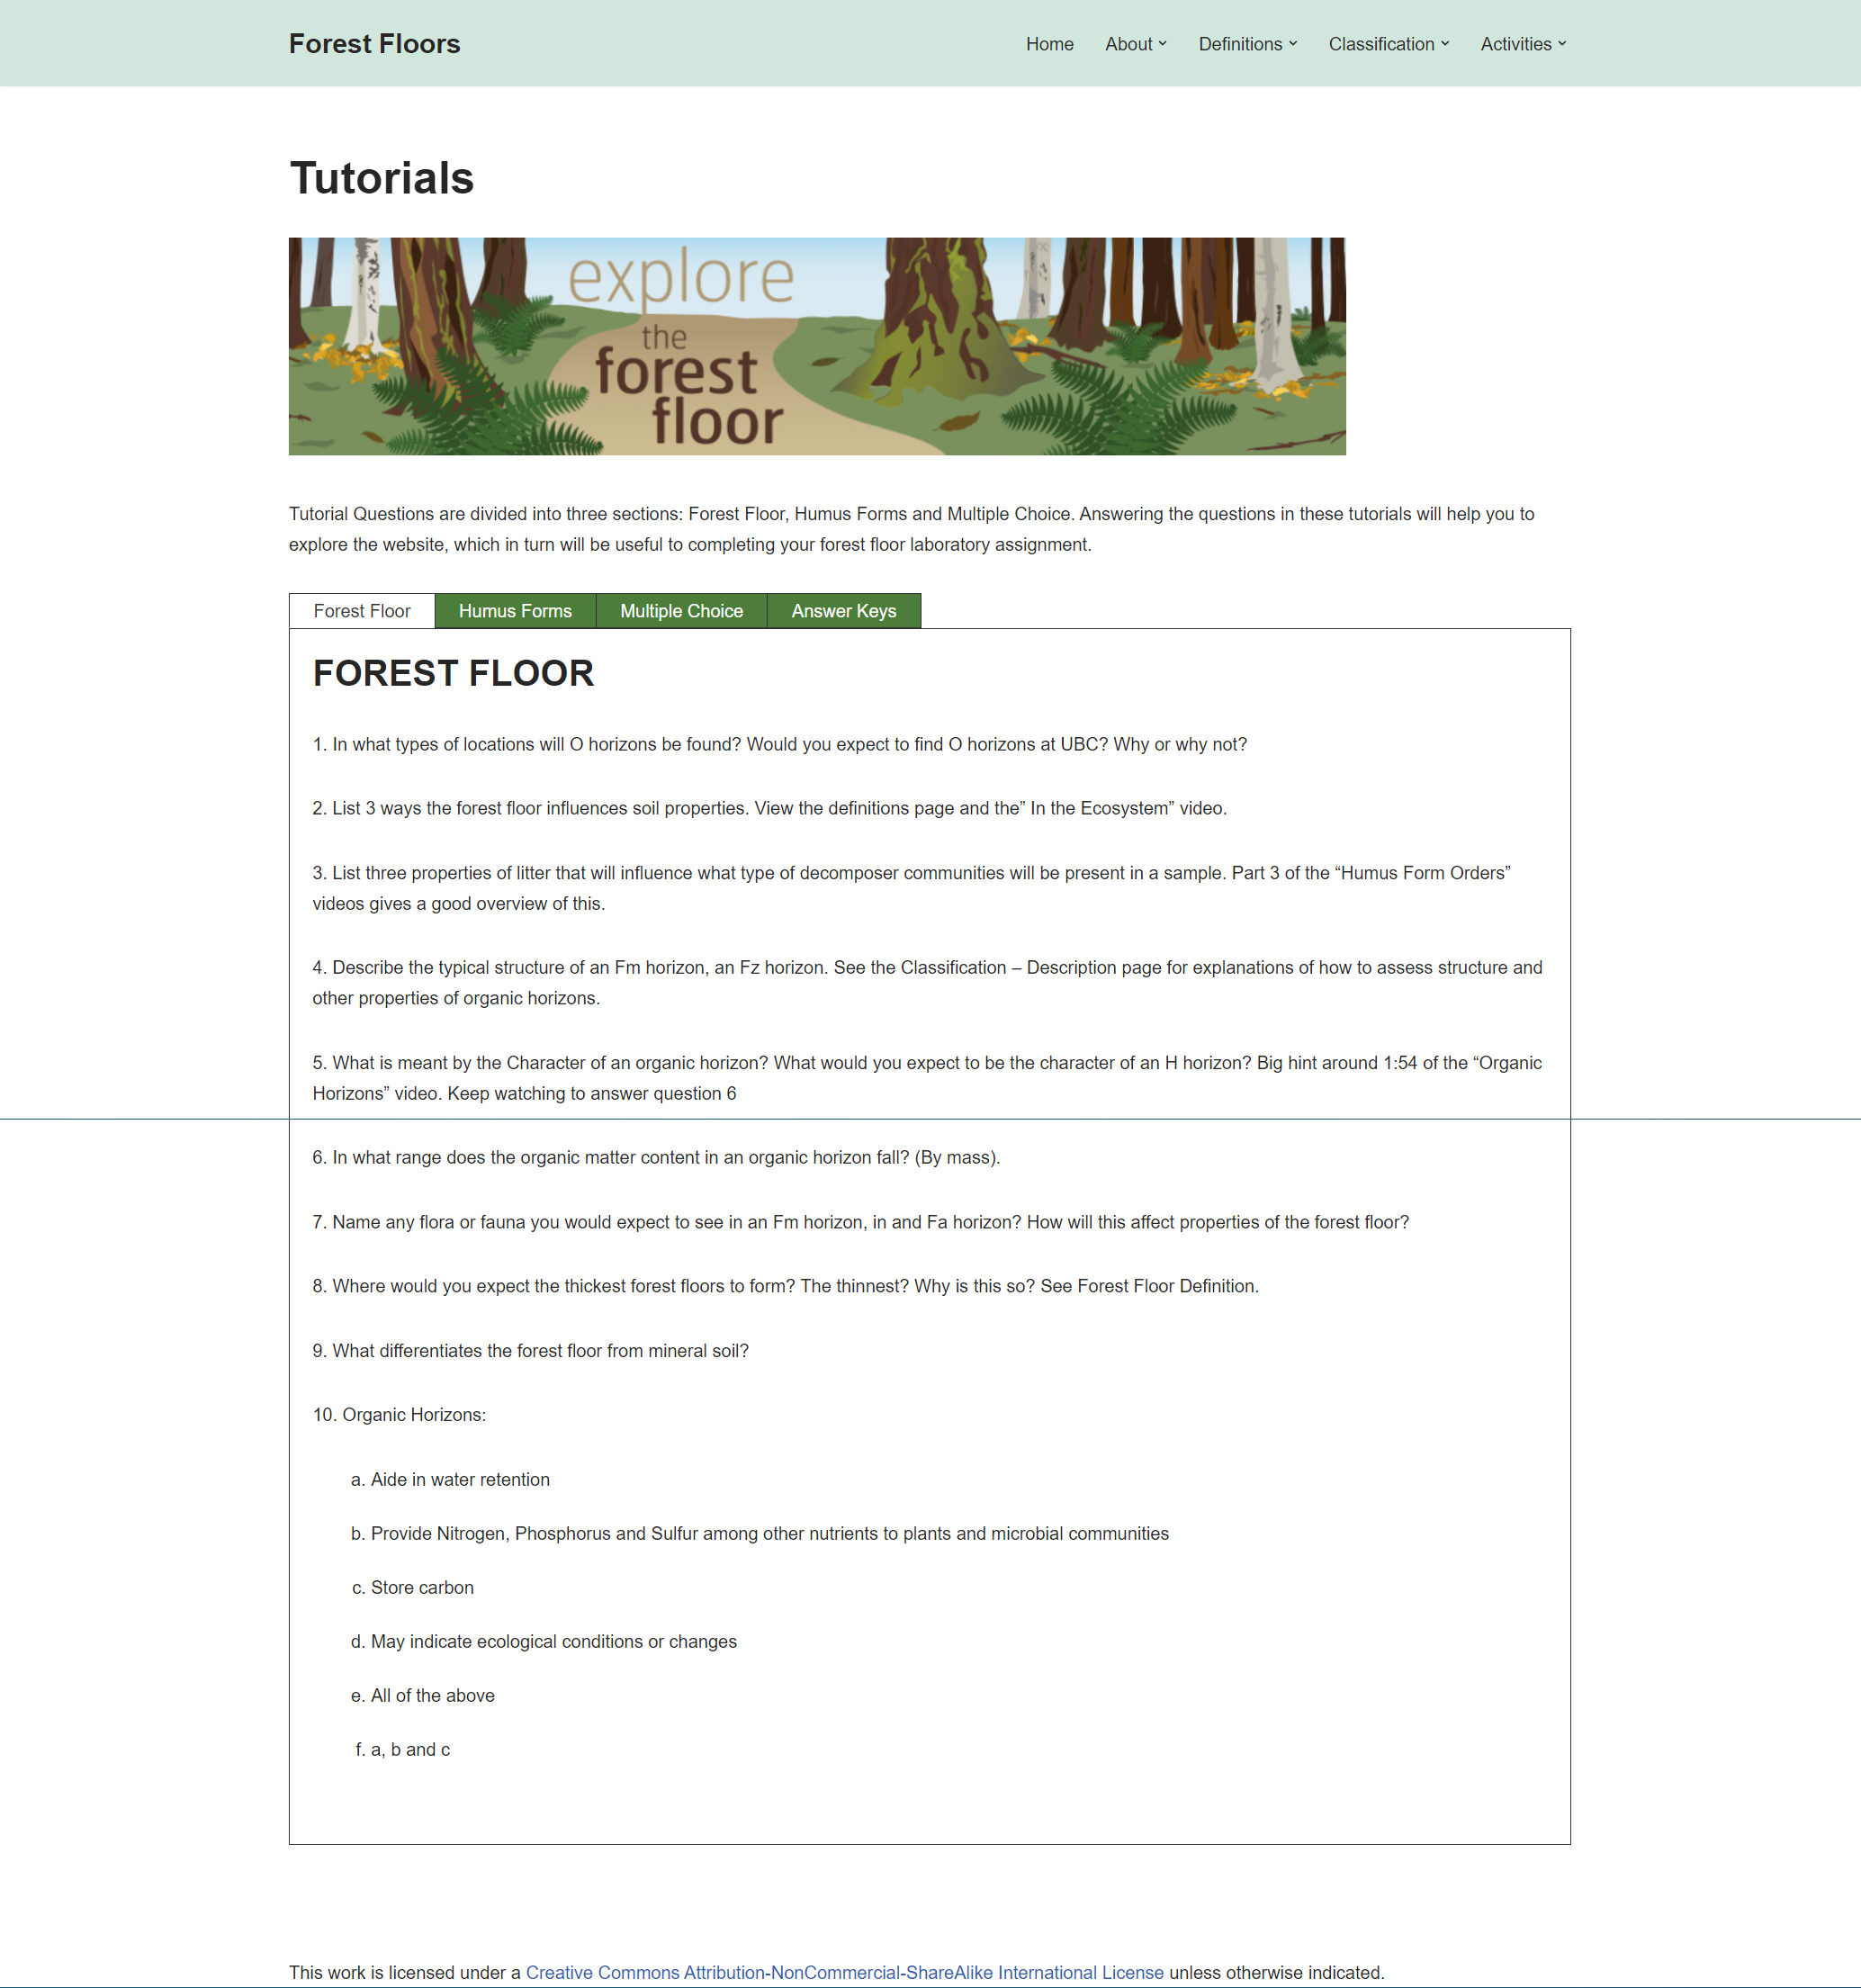 Forest Floors
Home About Definitions Classification Activities
Tutorials
explore
the
forest
floor
Tutorial Questions are divided into three sections: Forest Floor, Humus Forms and Multiple Choice. Answering the questions in these tutorials will help you to
explore the website, which in turn will be useful to completing your forest floor laboratory assignment.
Forest Floor Humus Forms Multiple Choice Answer Keys
FOREST FLOOR
1. In what types of locations will O horizons be found? Would you expect to find O horizons at UBC? Why or why not?
2. List 3 ways the forest floor influences soil properties. View the definitions page and the” In the Ecosystem” video.
3. List three properties of litter that will influence what type of decomposer communities will be present in a sample. Part 3 of the “Humus Form Orders”
videos gives a good overview of this.
4. Describe the typical structure of an Fm horizon, an Fz horizon. See the Classification – Description page for explanations of how to assess structure and
other properties of organic horizons.
5. What is meant by the Character of an organic horizon? What would you expect to be the character of an H horizon? Big hint around 1:54 of the “Organic
Horizons” video. Keep watching to answer question 6
6. In what range does the organic matter content in an organic horizon fall? (By mass).
7. Name any flora or fauna you would expect to see in an Fm horizon, in and Fa horizon? How will this affect properties of the forest floor?
8. Where would you expect the thickest forest floors to form? The thinnest? Why is this so? See Forest Floor Definition.
9. What differentiates the forest floor from mineral soil?
10. Organic Horizons:
a. Aide in water retention
b. Provide Nitrogen, Phosphorus and Sulfur among other nutrients to plants and microbial communities
c. Store carbon
d. May indicate ecological conditions or changes
e. All of the above
f. a, b and c
This work is licensed under a Creative Commons Attribution-NonCommercial-ShareAlike International License unless otherwise indicated.